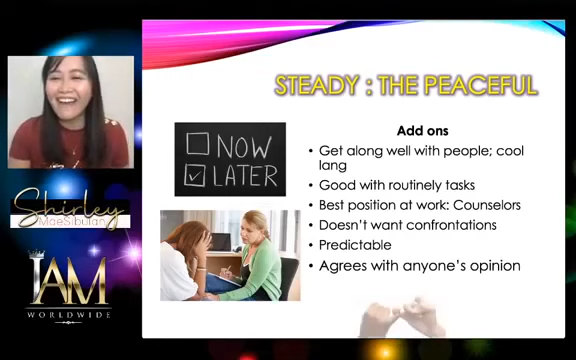 STEADY : THE PEACEFUL
NOW
LATER
Add ons
Get along well with people; cool
lang
Good with routinely tasks
Best position at work: Counselors
Doesn't want confrontations
Predictable
Agrees with anyone's opinion
Shirley
MaeSibulan
IAM
WORLDWIDE